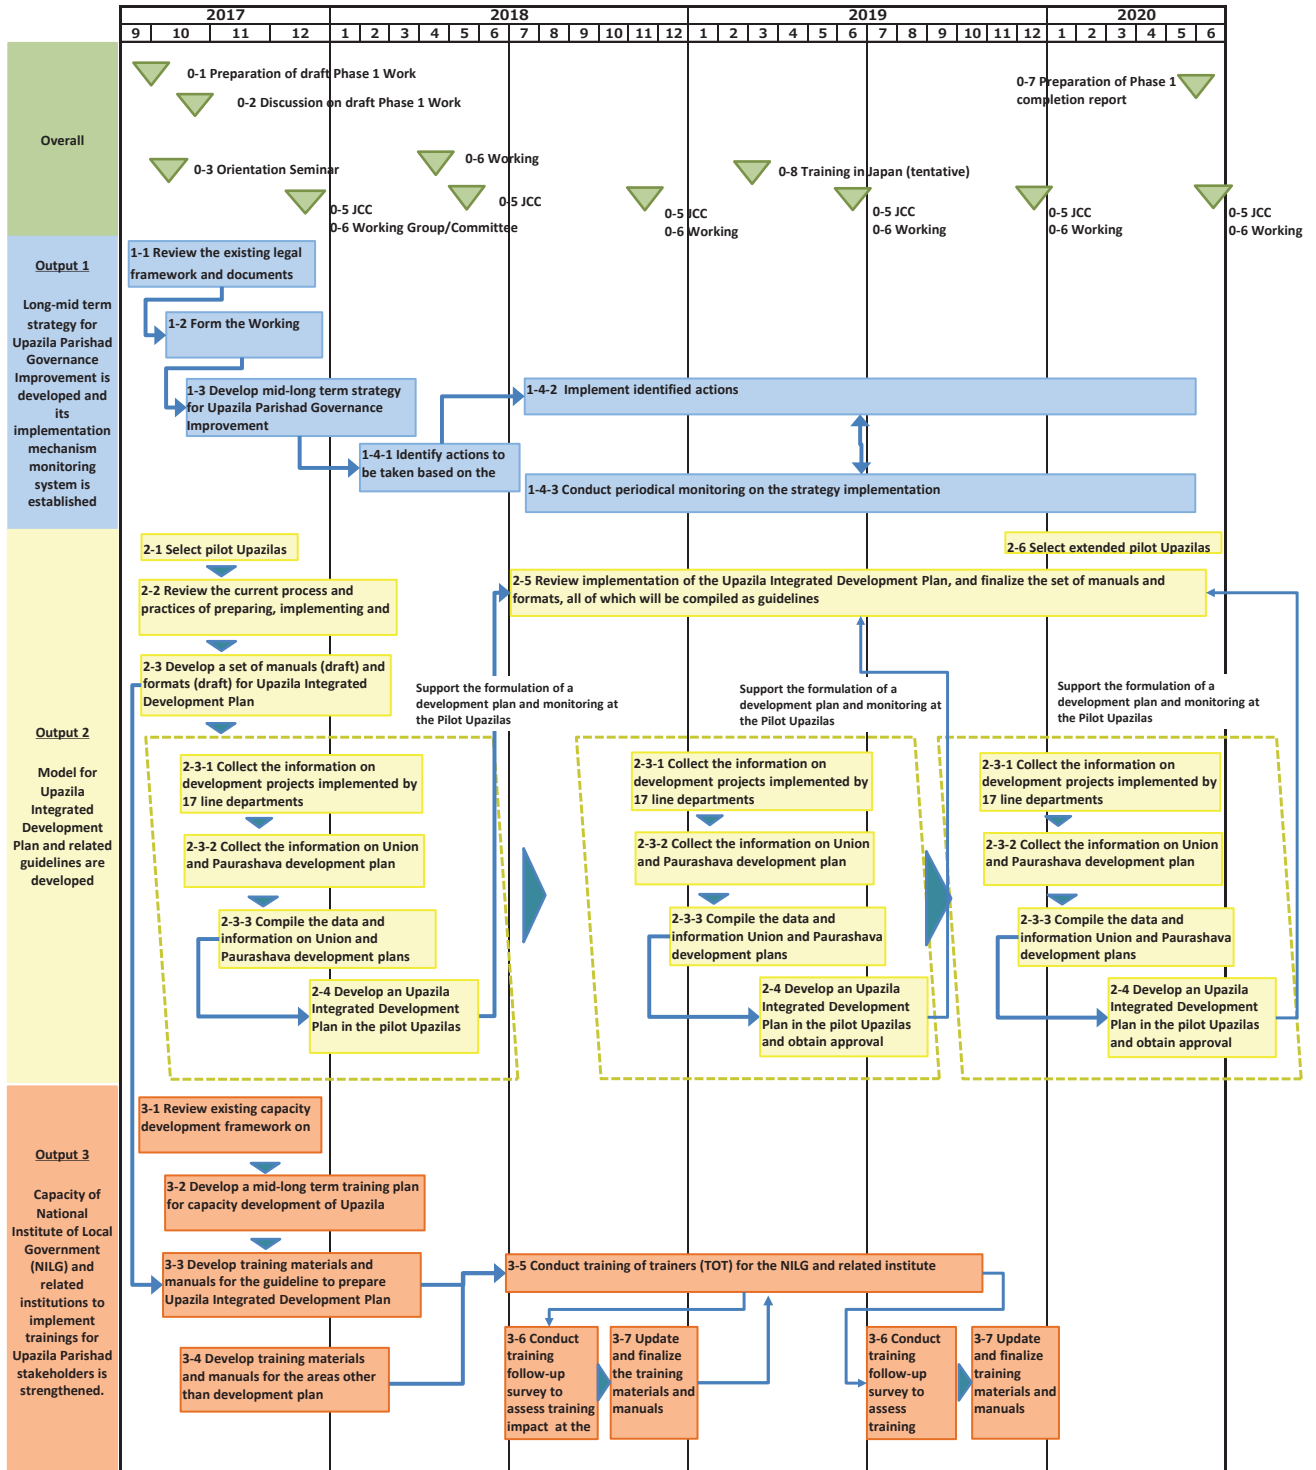 2017
2018
2019
2020
9 10 11 12 1 2 3 4 5 6 7 8 9 10 11 12 1 2 3 4 5 6 7 8 9 10 11 12 1 2 3 4 5 6
Overall
0-1 Preparation of draft Phase 1 Work
0-2 Discussion on draft Phase 1 Work
0-7 Preparation of Phase 1
completion report
0-3 Orientation Seminar
0-6 Working
0-8 Training in Japan (tentative)
0-5 JCC
0-6 Working Group/Committee
0-5 JCC
0-5 JCC
0-6 Working
0-5 JCC
0-6 Working
0-5 JCC
0-6 Working
0-5 JCC
0-6 Working
Output 1
Long-mid term
strategy for
Upazila Parishad
Governance
Improvement is
developed and
its
implementation
mechanism
monitoring
system is
established
1-1 Review the existing legal
framework and documents
1-2 Form the Working
1-3 Develop mid-long term strategy
for Upazila Parishad Governance
Improvement
1-4-1 Identify actions to
be taken based on the
1-4-2 Implement identified actions
1-4-3 Conduct periodical monitoring on the strategy implementation
Output 2
Model for
Upazila
Integrated
Development
Plan and related
guidelines are
developed
2-1 Select pilot Upazilas
2-6 Select extended pilot Upazilas
2-2 Review the current process and
practices of preparing, implementing and
2-5 Review implementation of the Upazila Integrated Development Plan, and finalize the set of manuals and
formats, all of which will be compiled as guidelines
2-3 Develop a set of manuals (draft) and
formats (draft) for Upazila Integrated
Development Plan
Support the formulation of a
development plan and monitoring at
the Pilot Upazilas
Support the formulation of a
development plan and monitoring at
the Pilot Upazilas
Support the formulation of a
development plan and monitoring at
the Pilot Upazilas
2-3-1 Collect the information on
development projects implemented by
17 line departments
2-3-2 Collect the information on Union
and Paurashava development plan
2-3-3 Compile the data and
information on Union and
Paurashava development plans
2-4 Develop an Upazila
Integrated Development
Plan in the pilot Upazilas
2-3-1 Collect the information on
development projects implemented by
17 line departments
2-3-2 Collect the information on Union
and Paurashava development plan
2-3-3 Compile the data and
information Union and Paurashava
development plans
2-4 Develop an Upazila
Integrated Development
Plan in the pilot Upazilas
and obtain approval
2-3-1 Collect the information on
development projects implemented by
17 line departments
2-3-2 Collect the information on Union
and Paurashava development plan
2-3-3 Compile the data and
information Union and Paurashava
development plans
2-4 Develop an Upazila
Integrated Development
Plan in the pilot Upazilas
and obtain approval
Output 3
Capacity of
National
Institute of Local
Government
(NILG) and
related
institutions to
implement
trainings for
Upazila Parishad
stakeholders is
strengthened.
3-1 Review existing capacity
development framework on
3-2 Develop a mid-long term training plan
for capacity development of Upazila
3-3 Develop training materials and
manuals for the guideline to prepare
Upazila Integrated Development Plan
3-4 Develop training materials
and manuals for the areas other
than development plan
3-5 Conduct training of trainers (TOT) for the NILG and related institute
3-6 Conduct
training
follow-up
survey to
assess training
impact at the
3-7 Update
and finalize
the training
materials and
manuals
3-6 Conduct
training
follow-up
survey to
assess
training
3-7 Update
and finalize
training
materials and
manuals